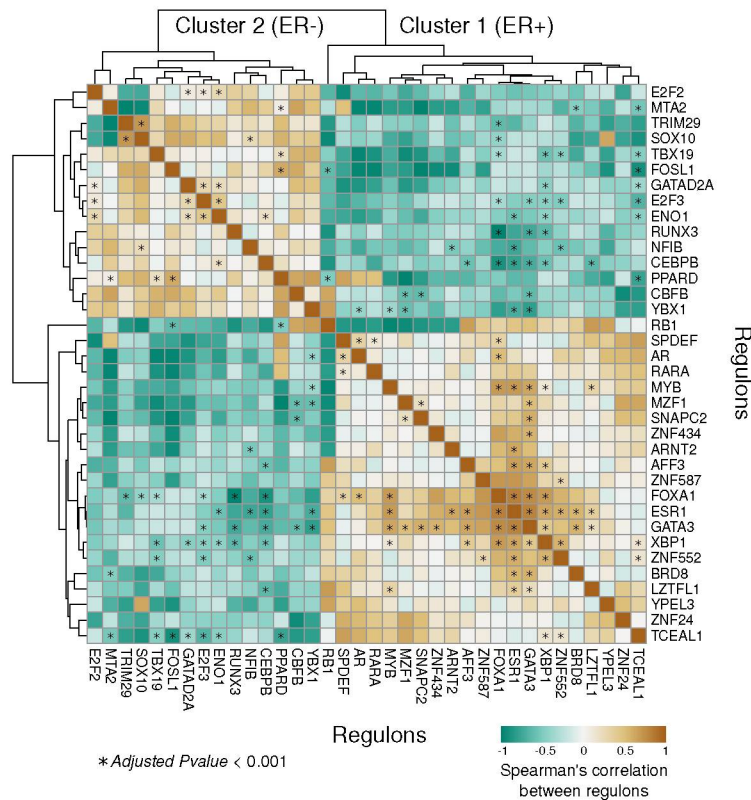 Cluster 2 (ER-)
Cluster 1 (ER+)
E2F2
MTA2
TRIM29
SOX10
TBX19
FOSL1
GATAD2A
E2F3
ENO1
RUNX3
NFIB
CEBPB
PPARD
CBFB
YBX1
RB1
SPDEF
AR
RARA
MYB
MZF1
SNAPC2
ZNF434
ARNT2
AFF3
ZNF587
FOXA1
ESR1
GATA3
XBP1
ZNF552
BRD8
LZTFL1
YPEL3
ZNF24
TCEAL1
Regulons
E2F2
MTA2
TRIM29
SOX10
TBX19
FOSL1
GATAD2A
E2F3
ENO1
RUNX3
NFIB
CEBPB
PPARD
CBFB
YBX1
RB1
SPDEF
AR
RARA
MYB
MZF1
SNAPC2
ZNF434
ARNT2
AFF3
ZNF587
FOXA1
ESR1
GATA3
XBP1
ZNF552
BRD8
LZTFL1
YPEL3
ZNF24
TCEAL1
Regulons
* Adjusted Pvalue < 0.001
-1 -0.5 0 0.5 1
Spearman's correlation
between regulons